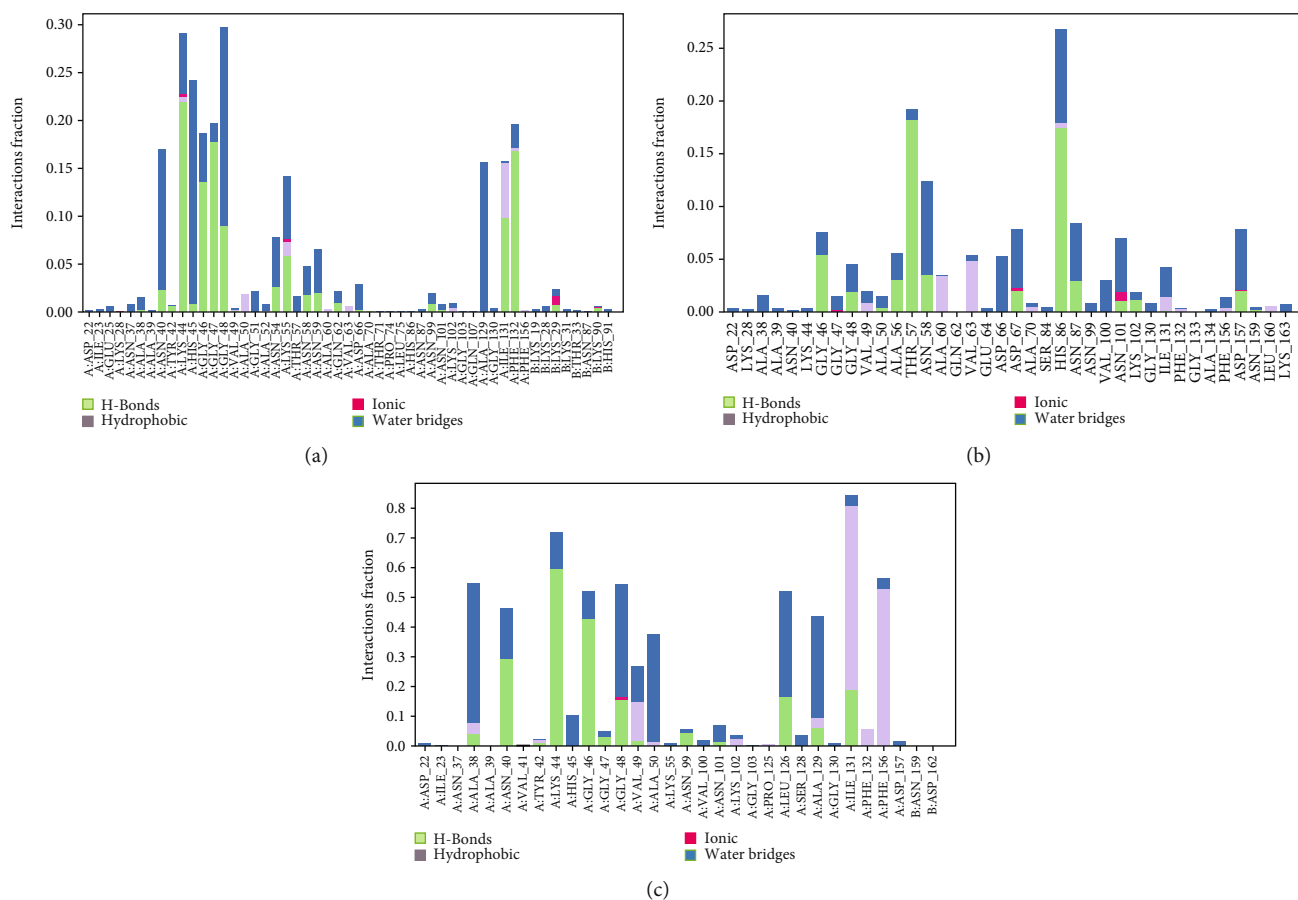 0.30
0.25
0.20
0.15
0.10
0.05
0.00
Interactions fraction
A:ASP_22
A:ILE_23
A:GLU_25
A:LYS_28
A:ASN_37
A:ALA_38
A:ALA_39
A:ASN_40
A:TYR_42
A:LYR_44
A:HIS_45
A:GLY_46
A:GLY_47
A:GLY_48
A:VAL_49
A:ALA_50
A:GLA_51
A:ALA_52
A:ASN_54
A:LYS_55
A:THR_57
A:ASN_58
A:ASN_59
A:ALA_60
A:GLN_62
A:VAL_63
A:ASP_66
A:ALA_70
A:THR_71
A:PRO_74
A:LEU_75
A:HIS_86
A:ASN_99
A:ASN_101
A:LYS_102
A:GLY_103
A:GLN_107
A:ALA_129
A:GLY_130
A:ILE_131
A:PHE_132
A:PHE_156
B:LYS_28
B:LYS_29
B:LYS_31
B:THR_37
B:ASN_87
B:LYS_90
B:HIS_91
H-Bonds
Hydrophobic
Ionic
Water bridges
(a)
0.25
0.20
0.15
0.10
0.05
0.00
Interactions fraction
ASP_22
LYS_28
ALA_38
ALA_39
ASN_40
LYS_44
GLY_46
GLY_47
GLY_48
VAL_49
ALA_50
ALA_56
THR_57
ASN_58
ALA_60
GLN_62
VAL_63
GLU_64
ASP_66
ASP_67
ALA_70
SER_84
HIS_86
ASN_87
ASN_99
VAL_100
ASN_101
LYS_102
GLY_130
ILE_131
PHE_132
GLY_133
ALA_134
PHE_156
ASP_157
ASN_159
LEU_160
LYS_163
H-Bonds
Hydrophobic
Ionic
Water bridges
(b)
0.8
0.7
0.6
0.5
0.4
0.3
0.2
0.1
0.0
Interactions fraction
A:ASP_22
A:ILE_23
A:ASN_37
A:ALA_38
A:ALA_39
A:ASN_40
A:VAL_41
A:TYR_42
A:LYS_44
A:HIS_45
A:GLY_46
A:GLY_47
A:GLY_48
A:VAL_49
A:ALA_50
A:LYS_55
A:ASN_99
A:VAL_100
A:ASN_101
A:LYS_102
A:GLY_103
A:PRO_125
A:LEU_126
A:SER_128
A:ALA_129
A:GLY_130
A:ILE_131
A:PHE_132
A:PHE_156
A:ASP_157
B:ASN_159
B:ASP_162
H-Bonds
Hydrophobic
Ionic
Water bridges
(c)